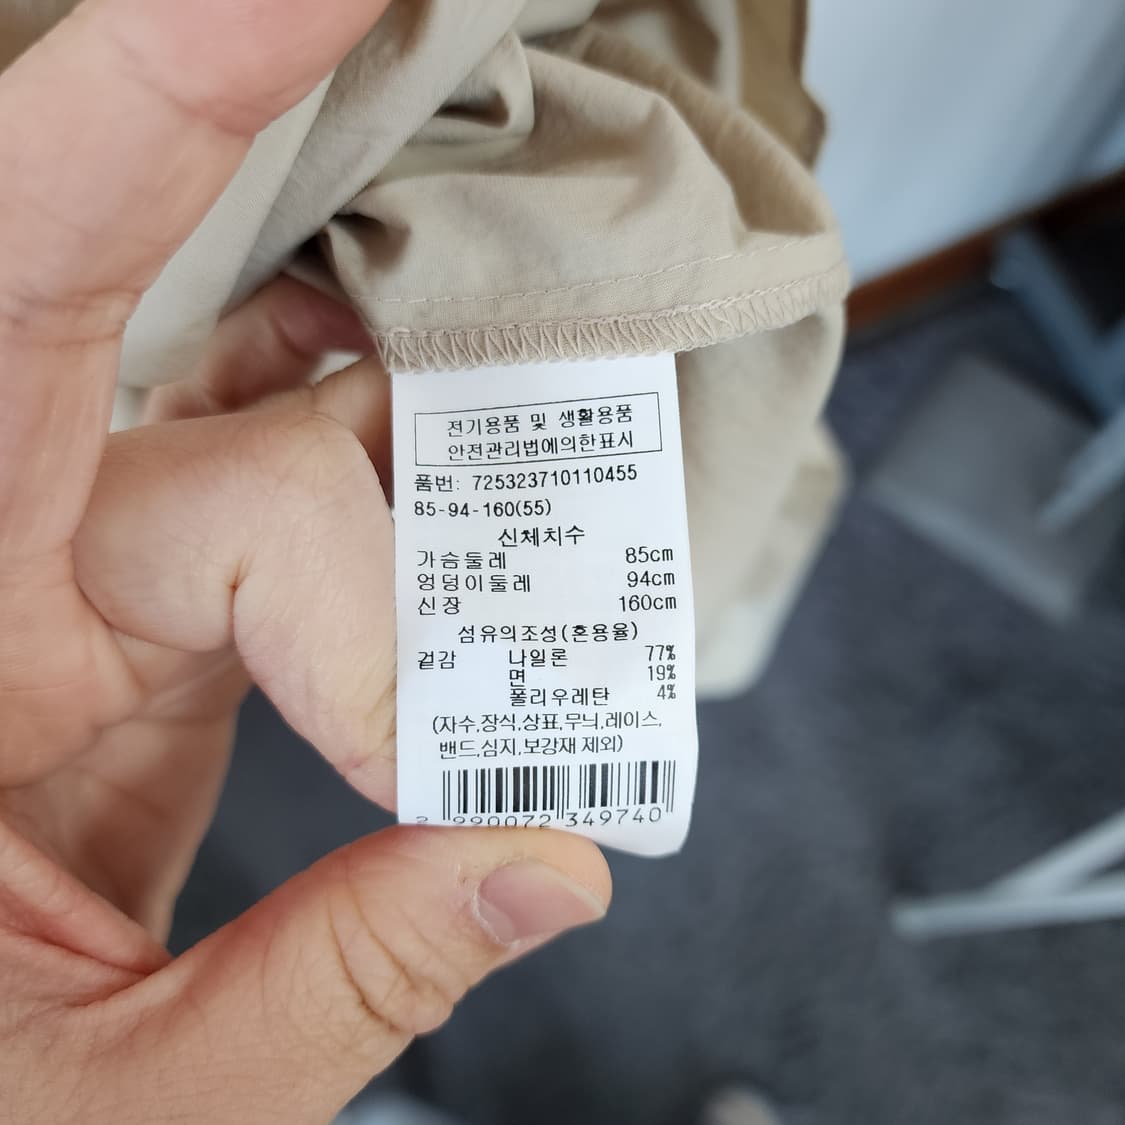 전기용품 및 생활용품
안전관리법에의한표시
품번: 725323710110455
85-94-160(55)
신체치수
가슴둘레 85cm
엉덩이둘레 94cm
신장 160cm
섬유의조성(혼용율)
겉감 나일론 77%
면 19%
폴리우레탄 4%
(자수,장식,상표,무늬,레이스,
밴드,심지,보강재 제외)
349740